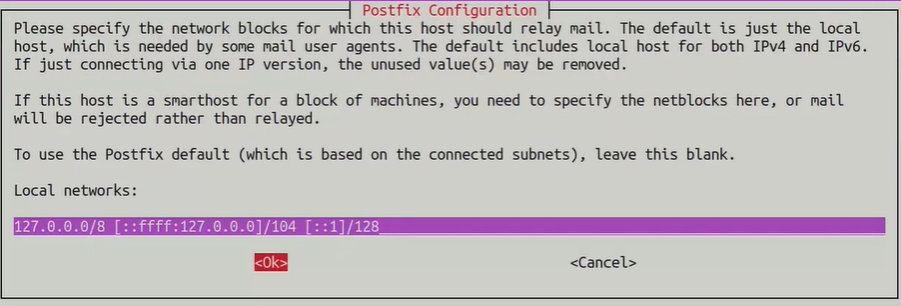 Postfix Configuration
Please specify the network blocks for which this host should relay mail. The default is just the local
host, which is needed by some mail user agents. The default includes local host for both IPv4 and IPv6.
If just connecting via one IP version, the unused value(s) may be removed.
If this host is a smarthost for a block of machines, you need to specify the netblocks here, or mail
will be rejected rather than relayed.
To use the Postfix default (which is based on the connected subnets), leave this blank.
Local networks:
127.0.0.0/8 [::ffff:127.0.0.0]/104 [::1]/128
<Ok> <Cancel>